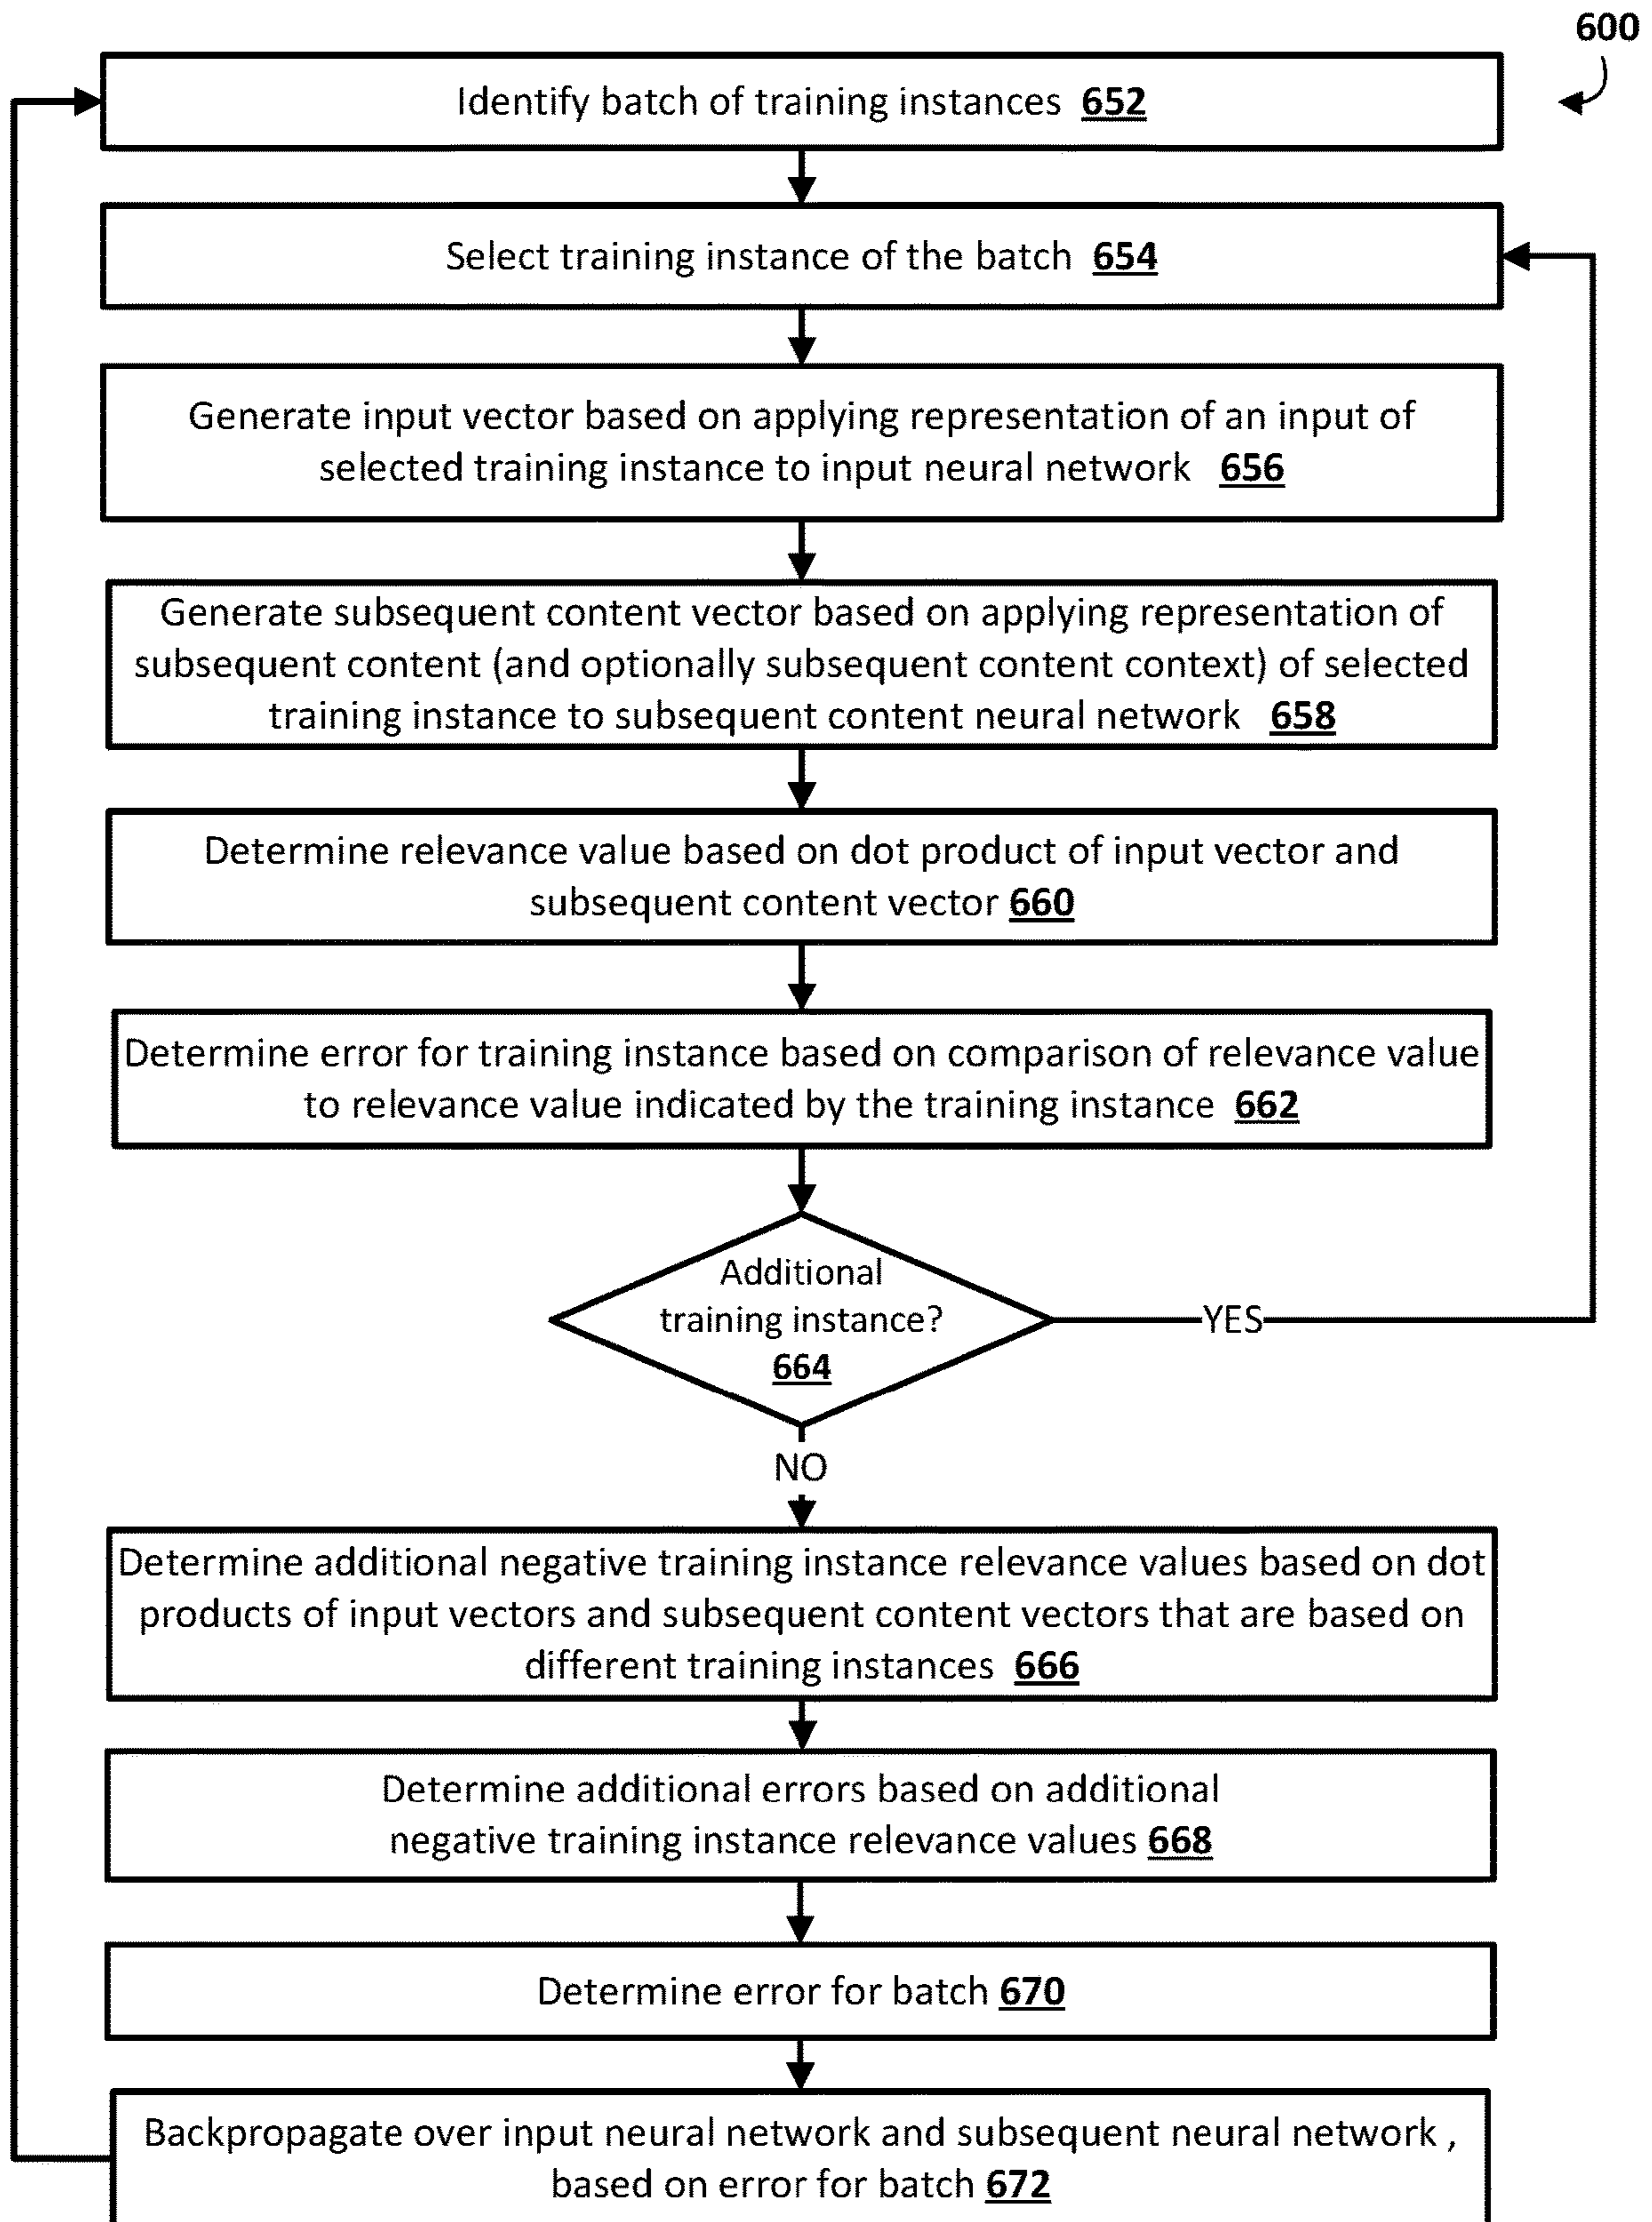 600
Identify batch of training instances 652
Select training instance of the batch 654
Generate input vector based on applying representation of an input of
selected training instance to input neural network 656
Generate subsequent content vector based on applying representation of
subsequent content (and optionally subsequent content context) of selected
training instance to subsequent content neural network 658
Determine relevance value based on dot product of input vector and
subsequent content vector 660
Determine error for training instance based on comparison of relevance value
to relevance value indicated by the training instance 662
Additional
training instance?
YES
664
NO
Determine additional negative training instance relevance values based on dot
products of input vectors and subsequent content vectors that are based on
different training instances 666
Determine additional errors based on additional
negative training instance relevance values 668
Determine error for batch 670
Backpropagate over input neural network and subsequent neural network ,
based on error for batch 672